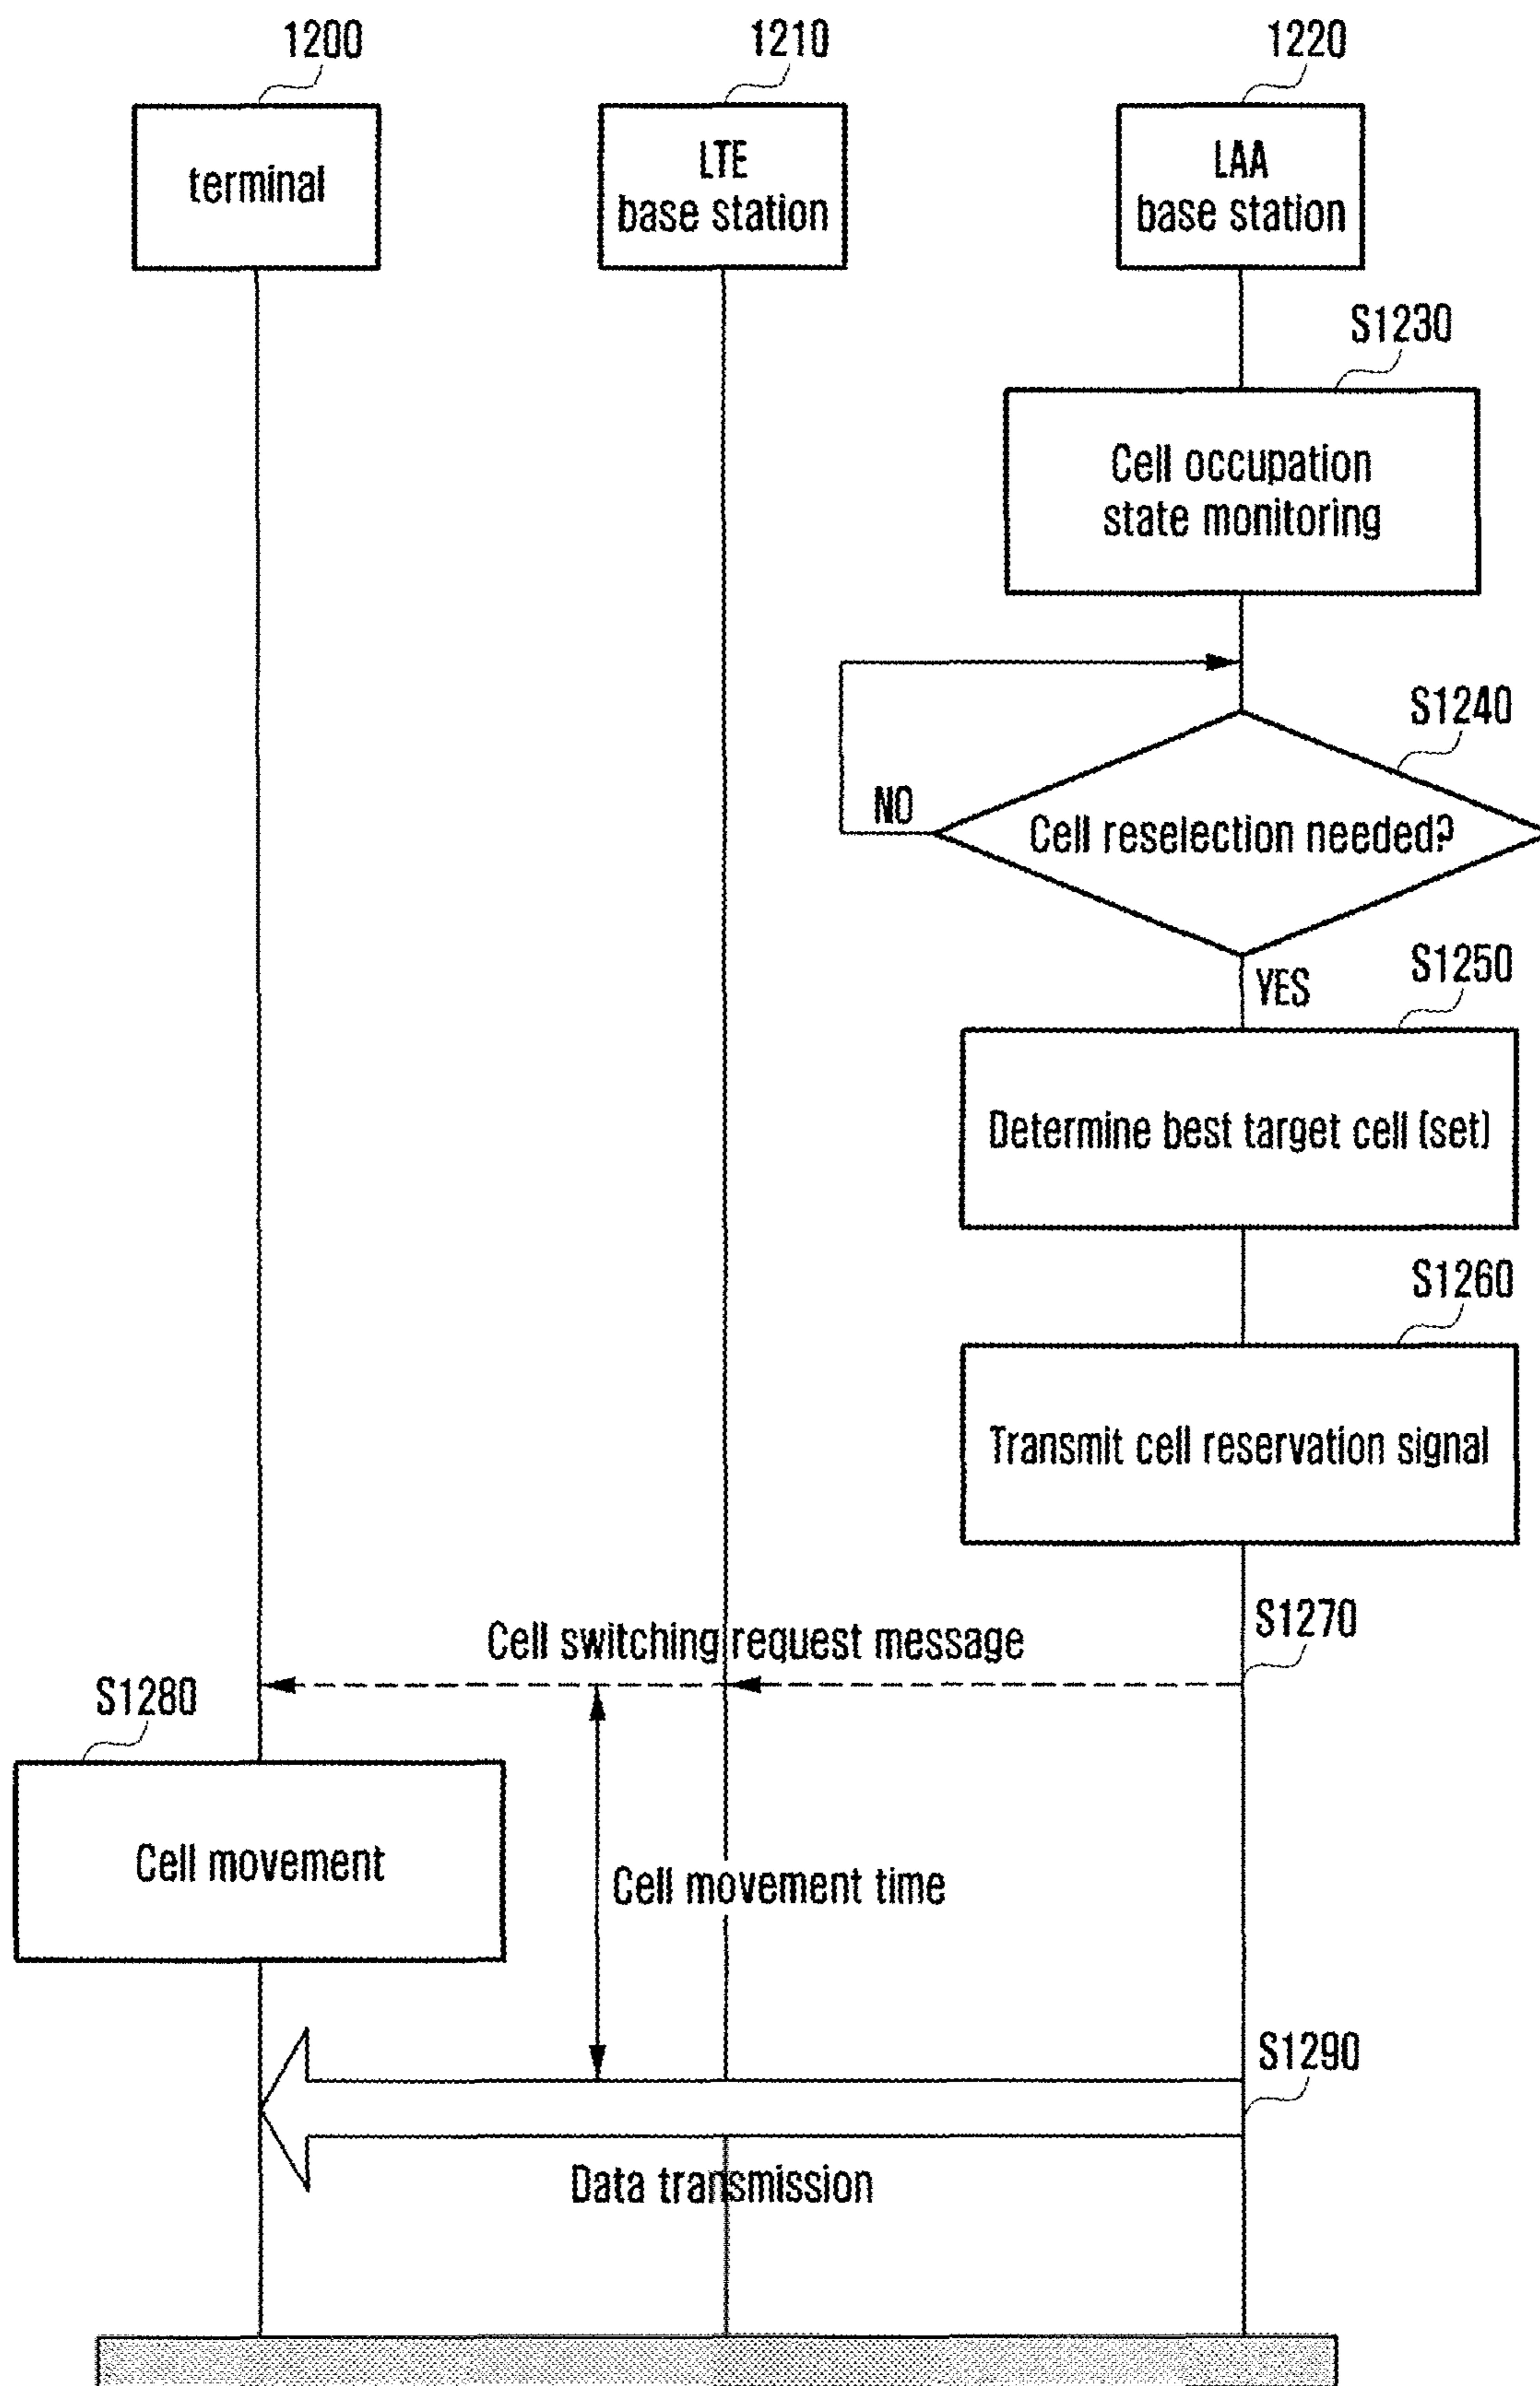 1200
1210
1220
terminal
LTE
base station
LAA
base station
S1230
Cell occupation
state monitoring
S1240
NO
Cell reselection needed?
YES
S1250
Determine best target cell (set)
S1260
Transmit cell reservation signal
S1270
Cell switching request message
S1280
Cell movement
Cell movement time
S1290
Data transmission